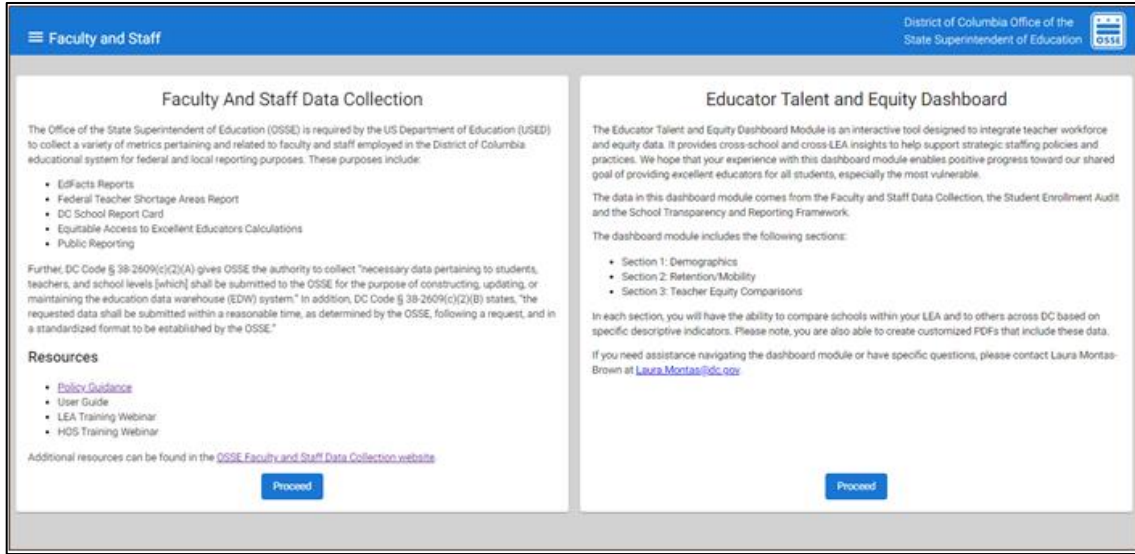 Faculty and Staff
District of Columbia Office of the
State Superintendent of Education
OSSE
Faculty And Staff Data Collection
The Office of the State Superintendent of Education (OSSE) is required by the US Department of Education (USED)
to collect a variety of metrics pertaining and related to faculty and staff employed in the District of Columbia
educational system for federal and local reporting purposes. These purposes include:
• EdFacts Reports
• Federal Teacher Shortage Areas Report
• DC School Report Card
• Equitable Access to Excellent Educators Calculations
• Public Reporting
Further, DC Code § 38-2609(c)(2)(A) gives OSSE the authority to collect "necessary data pertaining to students,
teachers, and school levels [which] shall be submitted to the OSSE for the purpose of constructing, updating, or
maintaining the education data warehouse (EDW) system." In addition, DC Code § 38-2609(c)(2)(B) states, "the
requested data shall be submitted within a reasonable time, as determined by the OSSE, following a request, and in
a standardized format to be established by the OSSE."
Resources
• Policy Guidance
• User Guide
• LEA Training Webinar
• HOS Training Webinar
Additional resources can be found in the OSSE Faculty and Staff Data Collection website.
Proceed
Educator Talent and Equity Dashboard
The Educator Talent and Equity Dashboard Module is an interactive tool designed to integrate teacher workforce
and equity data. It provides cross-school and cross-LEA insights to help support strategic staffing policies and
practices. We hope that your experience with this dashboard module enables positive progress toward our shared
goal of providing excellent educators for all students, especially the most vulnerable.
The data in this dashboard module comes from the Faculty and Staff Data Collection, the Student Enrollment Audit
and the School Transparency and Reporting Framework.
The dashboard module includes the following sections:
• Section 1: Demographics
• Section 2: Retention/Mobility
• Section 3: Teacher Equity Comparisons
In each section, you will have the ability to compare schools within your LEA and to others across DC based on
specific descriptive indicators. Please note, you are also able to create customized PDFs that include these data.
If you need assistance navigating the dashboard module or have specific questions, please contact Laura Montas-
Brown at Laura.Montas@dc.gov
Proceed